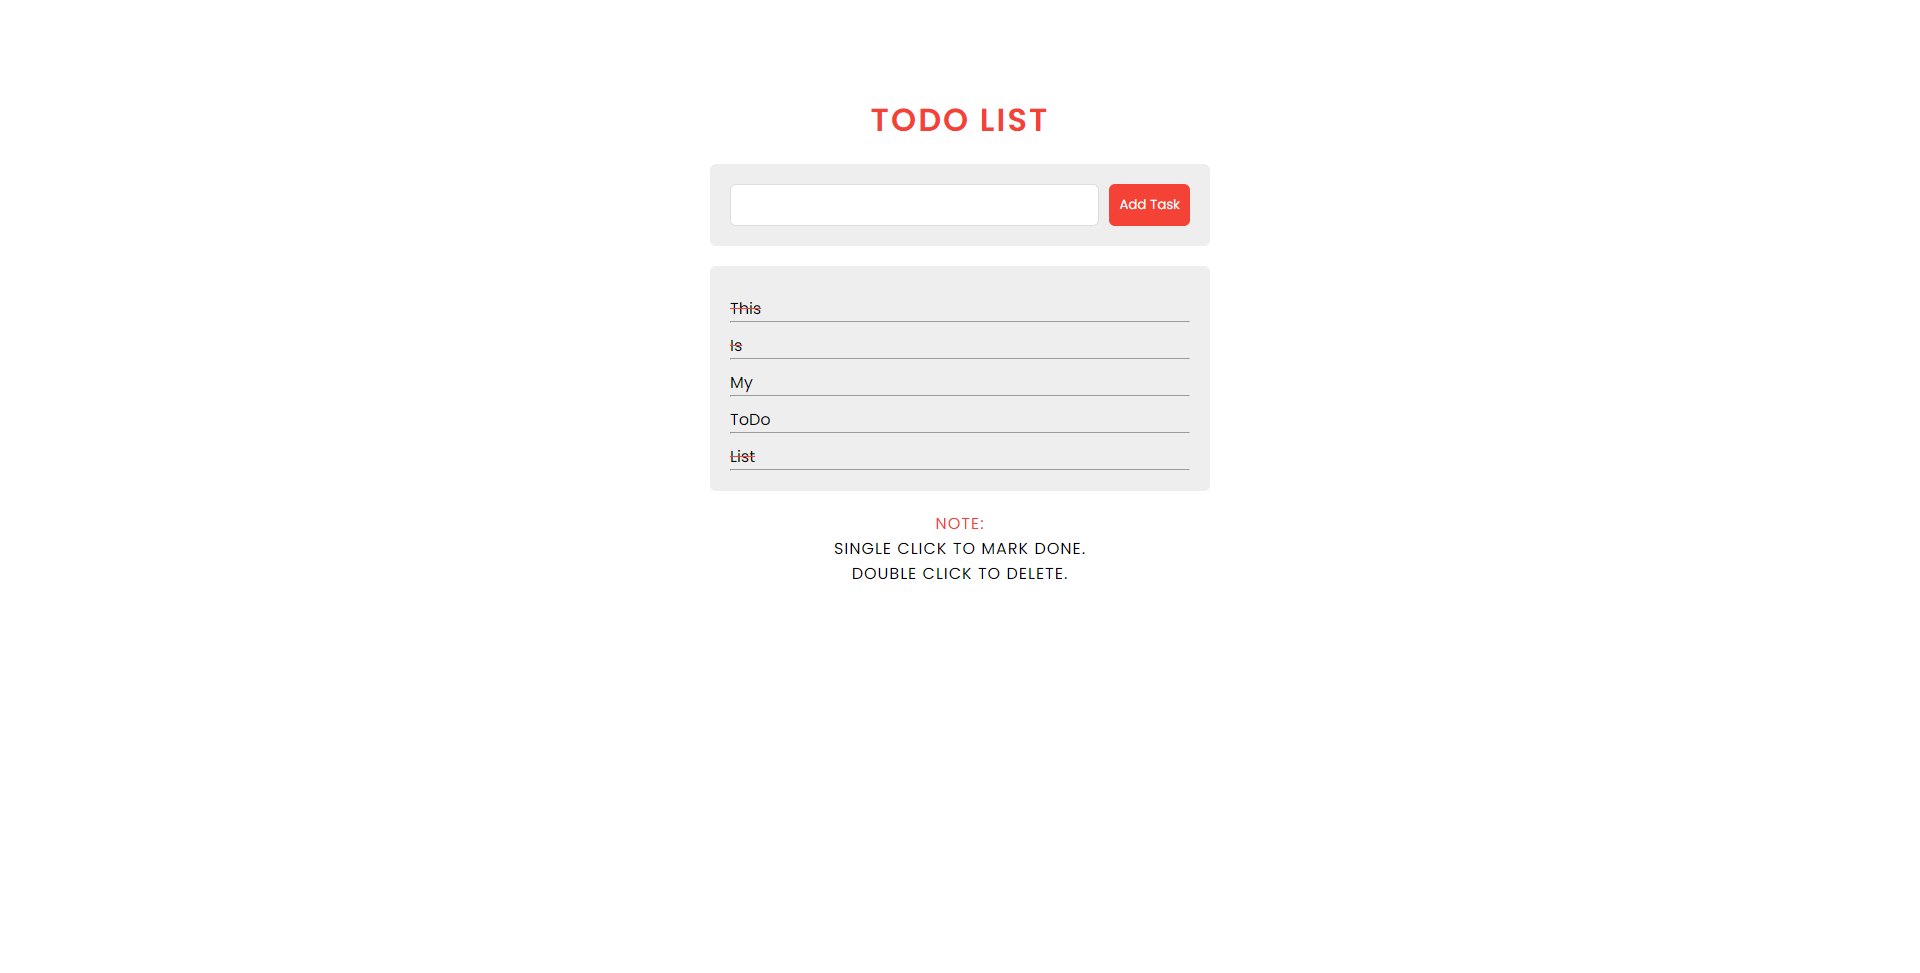 TODO LIST
Add Task
This
Is
My
ToDo
List
NOTE:
SINGLE CLICK TO MARK DONE.
DOUBLE CLICK TO DELETE.